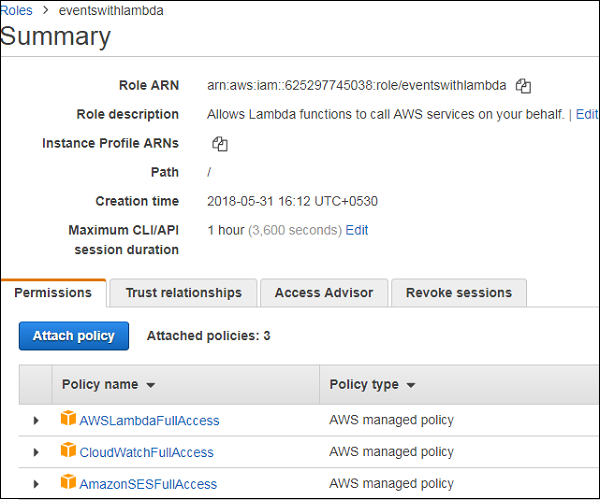 Roles > eventswithlambda
Summary
Role ARN arn:aws:iam::625297745038:role/eventswithlambda
Role description Allows Lambda functions to call AWS services on your behalf. | Edit
Instance Profile ARNs
Path /
Creation time 2018-05-31 16:12 UTC+0530
Maximum CLI/API 1 hour (3,600 seconds) Edit
session duration
Permissions Trust relationships Access Advisor Revoke sessions
Attach policy Attached policies: 3
Policy name Policy type
AWSLambdaFullAccess AWS managed policy
CloudWatchFullAccess AWS managed policy
AmazonSESFullAccess AWS managed policy